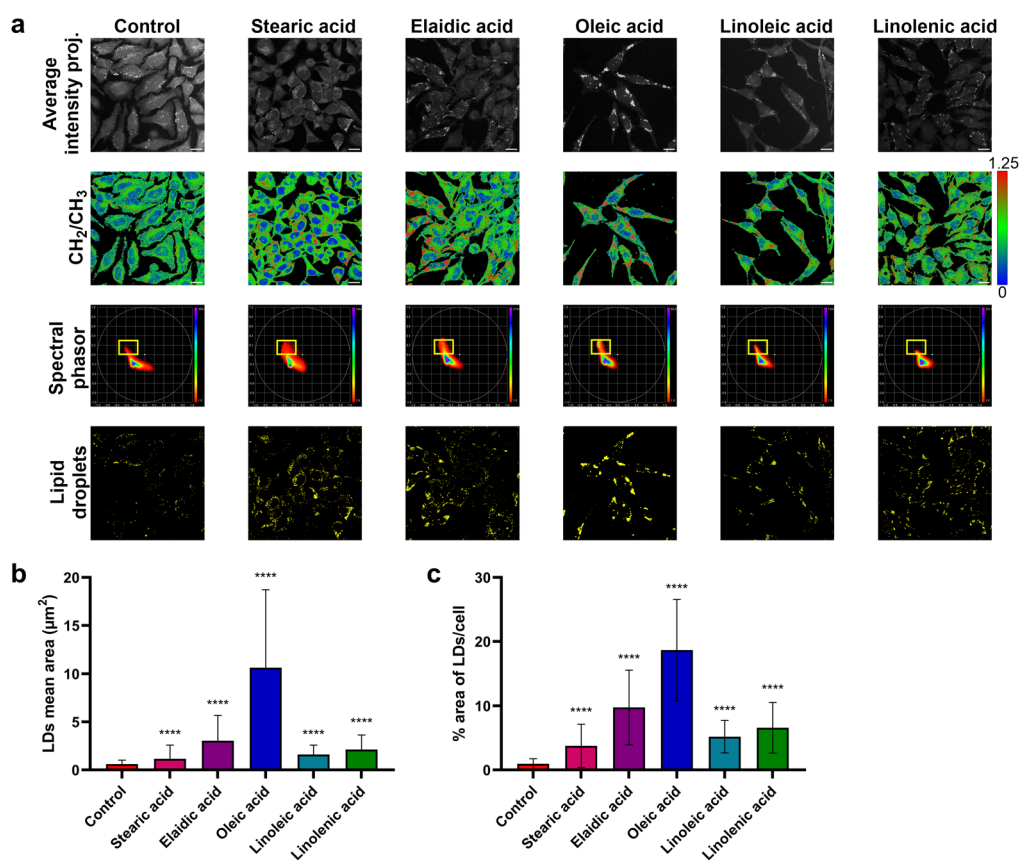 a
Control Stearic acid Elaidic acid Oleic acid Linoleic acid Linolenic acid
Average
intensity proj.
CH₂/CH₃
1.25
0
Spectral
phasor
Lipid
droplets
b
LDs mean area (µm²)
20
15
10
5
0
****
****
****
****
****
Control
Stearic acid
Elaidic acid
Oleic acid
Linoleic acid
Linolenic acid
c
% area of LDs/cell
30
20
10
0
****
****
****
****
****
Control
Stearic acid
Elaidic acid
Oleic acid
Linoleic acid
Linolenic acid